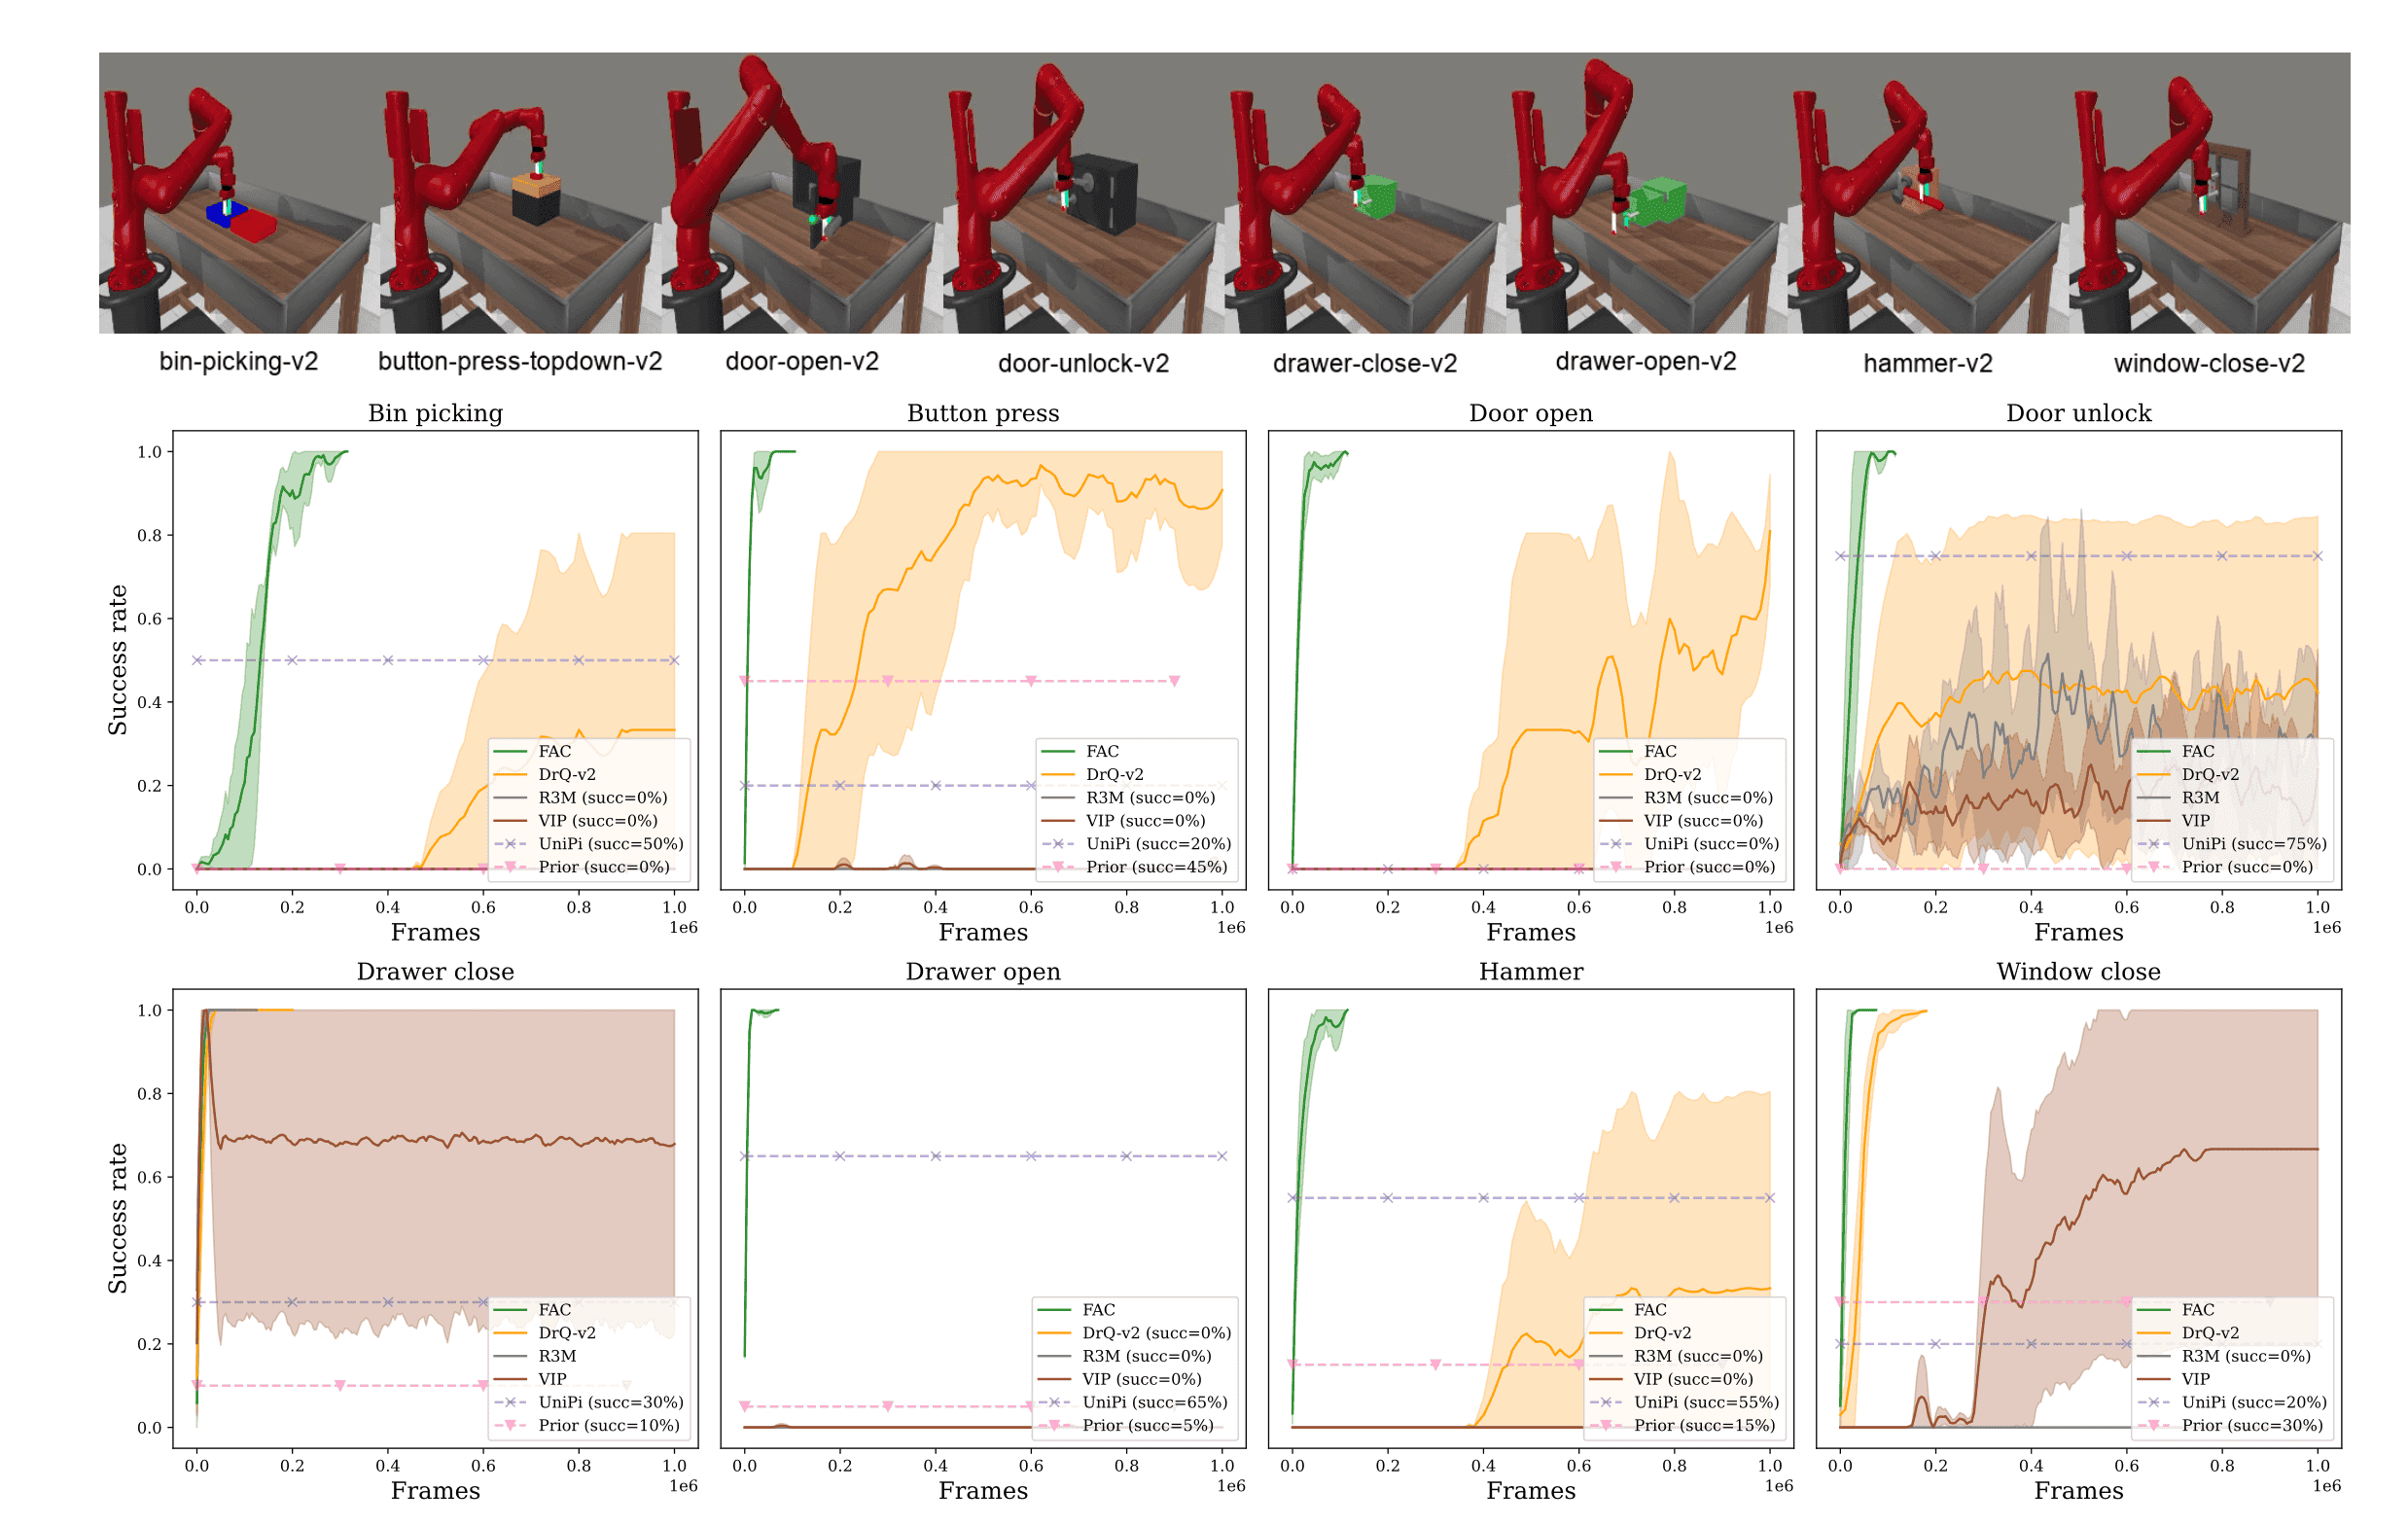 bin-picking-v2 button-press-topdown-v2 door-open-v2 door-unlock-v2 drawer-close-v2 drawer-open-v2 hammer-v2 window-close-v2
Bin picking
Success rate
1.0
0.8
0.6
0.4
0.2
0.0
FAC
DrQ-v2
R3M (succ=0%)
VIP (succ=0%)
UniPi (succ=50%)
Prior (succ=0%)
0.0 0.2 0.4 0.6 0.8 1.0
1e6
Frames
Button press
FAC
DrQ-v2
R3M (succ=0%)
VIP (succ=0%)
UniPi (succ=20%)
Prior (succ=45%)
0.0 0.2 0.4 0.6 0.8 1.0
1e6
Frames
Door open
FAC
DrQ-v2
R3M (succ=0%)
VIP (succ=0%)
UniPi (succ=0%)
Prior (succ=0%)
0.0 0.2 0.4 0.6 0.8 1.0
1e6
Frames
Door unlock
FAC
DrQ-v2
R3M
VIP
UniPi (succ=75%)
Prior (succ=0%)
0.0 0.2 0.4 0.6 0.8 1.0
1e6
Frames
Drawer close
Success rate
1.0
0.8
0.6
0.4
0.2
0.0
FAC
DrQ-v2
R3M
VIP
UniPi (succ=30%)
Prior (succ=10%)
0.0 0.2 0.4 0.6 0.8 1.0
1e6
Frames
Drawer open
FAC
DrQ-v2 (succ=0%)
R3M (succ=0%)
VIP (succ=0%)
UniPi (succ=65%)
Prior (succ=5%)
0.0 0.2 0.4 0.6 0.8 1.0
1e6
Frames
Hammer
FAC
DrQ-v2
R3M (succ=0%)
VIP (succ=0%)
UniPi (succ=55%)
Prior (succ=15%)
0.0 0.2 0.4 0.6 0.8 1.0
1e6
Frames
Window close
FAC
DrQ-v2
R3M (succ=0%)
VIP
UniPi (succ=20%)
Prior (succ=30%)
0.0 0.2 0.4 0.6 0.8 1.0
1e6
Frames